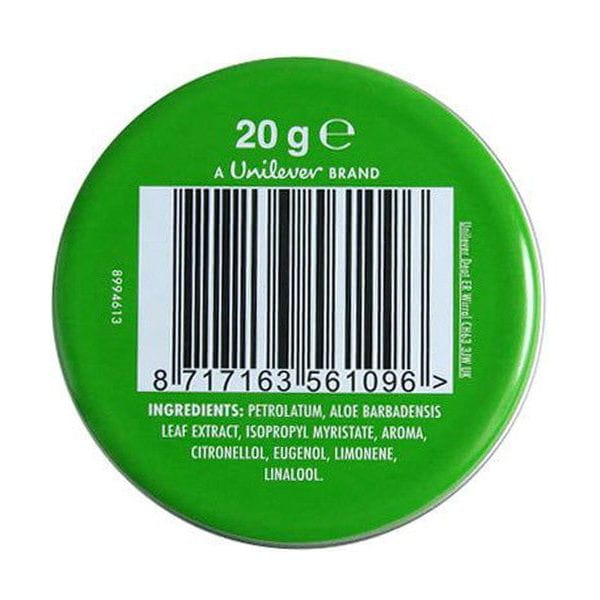 20 g ℮
A Unilever BRAND
8994613
Unilever Dept ER Wirral CH63 3JW UK
8 717163 561096 >
INGREDIENTS: PETROLATUM, ALOE BARBADENSIS
LEAF EXTRACT, ISOPROPYL MYRISTATE, AROMA,
CITRONELLOL, EUGENOL, LIMONENE,
LINALOOL.